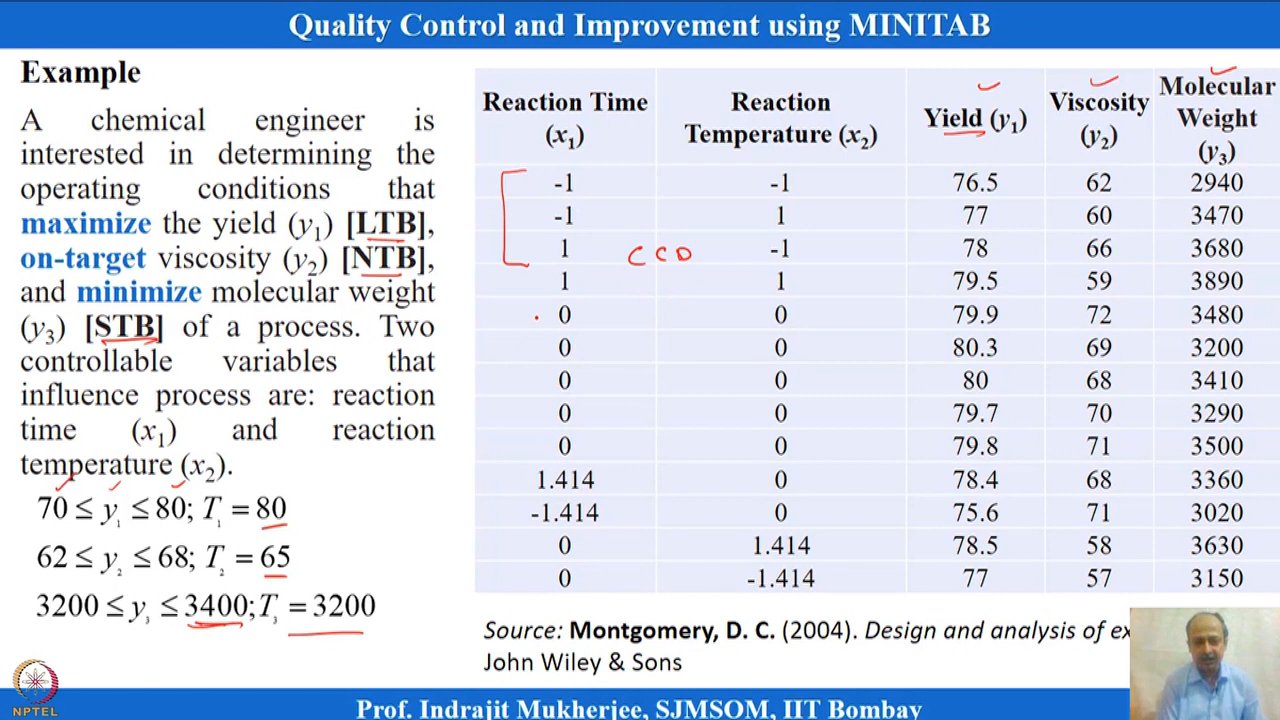 Quality Control and Improvement using MINITAB
Example
A chemical engineer is
interested in determining the
operating conditions that
maximize the yield (y1) [LTB],
on-target viscosity (y2) [NTB],
and minimize molecular weight
(y3) [STB] of a process. Two
controllable variables that
influence process are: reaction
time (x1) and reaction
temperature (x2).
70 ≤ y1 ≤ 80; T1 = 80
62 ≤ y2 ≤ 68; T2 = 65
3200 ≤ y3 ≤ 3400; T3 = 3200
Reaction Time (x1) Reaction Temperature (x2) Yield (y1) Viscosity (y2) Molecular Weight (y3)
-1 -1 76.5 62 2940
-1 1 77 60 3470
1 CCD -1 78 66 3680
1 1 79.5 59 3890
0 0 79.9 72 3480
0 0 80.3 69 3200
0 0 80 68 3410
0 0 79.7 70 3290
0 0 79.8 71 3500
1.414 0 78.4 68 3360
-1.414 0 75.6 71 3020
0 1.414 78.5 58 3630
0 -1.414 77 57 3150
Source: Montgomery, D. C. (2004). Design and analysis of
John Wiley & Sons
NPTEL
Prof. Indrajit Mukherjee, SJMSOM, IIT Bombay